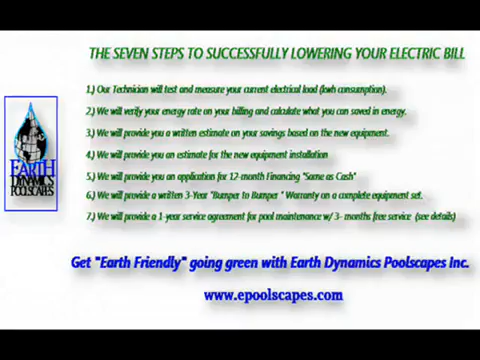 THE SEVEN STEPS TO SUCCESSFULLY LOWERING YOUR ELECTRIC BILL
1.) Our Technician will test and measure your current electrical load (kwh consumption).
2.) We will verify your energy rate on your billing and calculate what you can saved in energy.
3.) We will provide you a written estimate on your savings based on the new equipment.
4.) We will provide you an estimate for the new equipment installation
5.) We will provide you an application for 12-month Financing "Same as Cash"
6.) We will provide a written 3-Year "Bumper to Bumper " Warranty on a complete equipment set.
7.) We will provide a 1-year service agreement for pool maintenance w/ 3- months free service (see details)
EARTH
DYNAMICS
POOLSCAPES
Get "Earth Friendly" going green with Earth Dynamics Poolscapes Inc.
www.epoolscapes.com